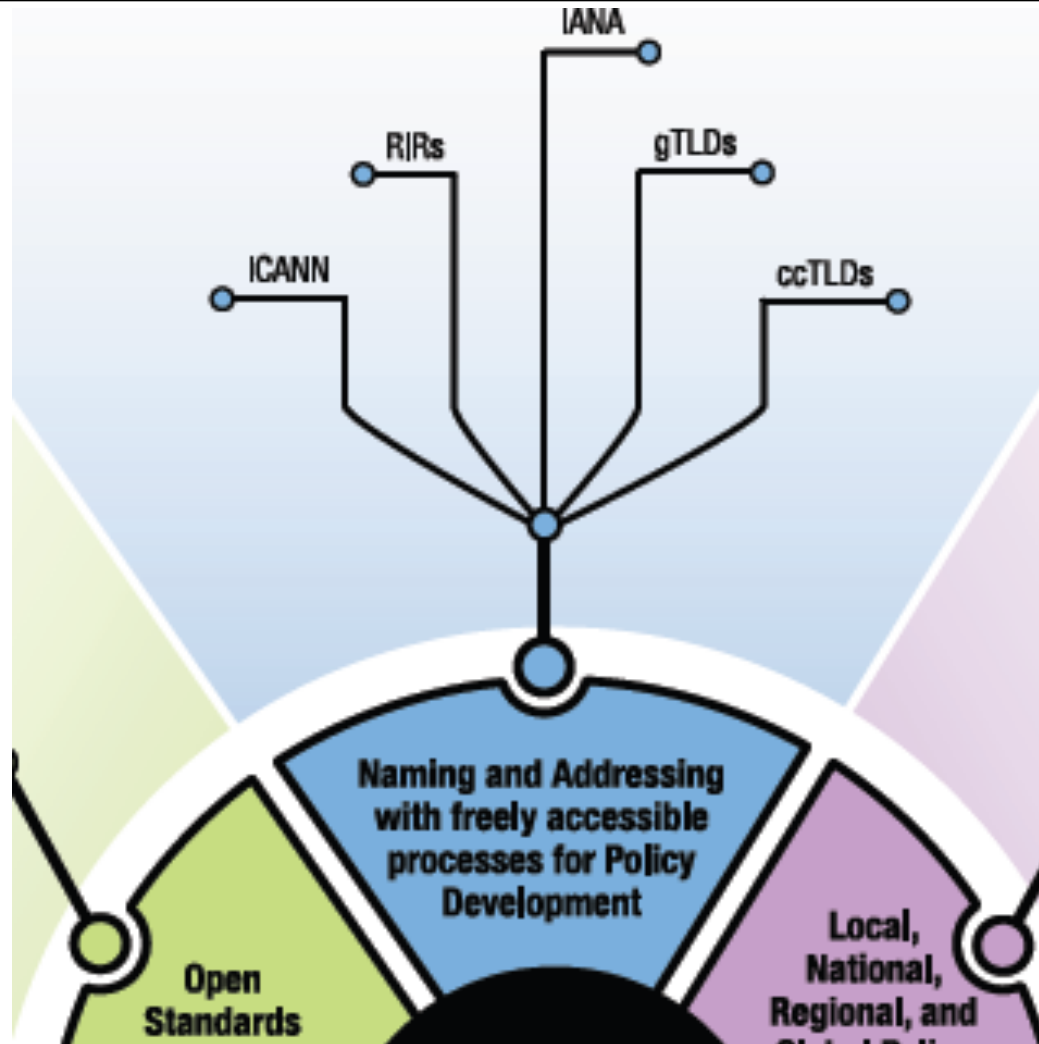 IANA
RIRs
gTLDs
ICANN
ccTLDs
Naming and Addressing
with freely accessible
processes for Policy
Development
Open
Standards
Local,
National,
Regional, and